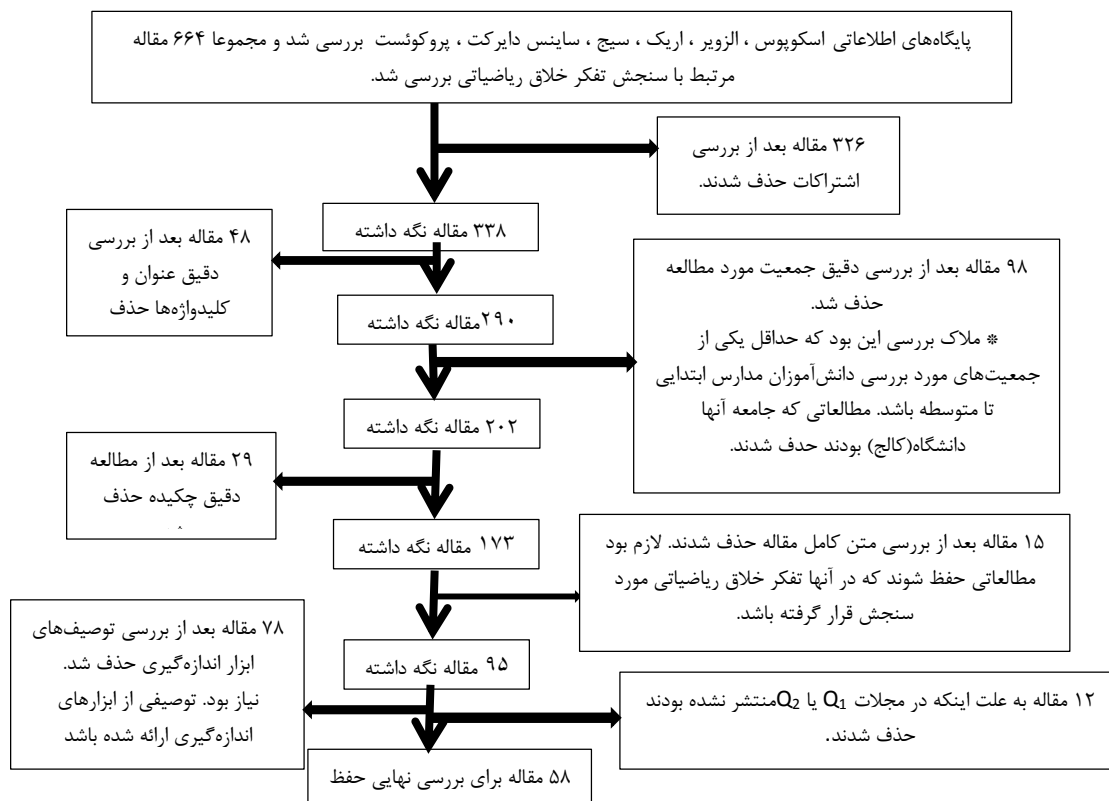 پایگاه‌های اطلاعاتی اسکوپوس ، الزویر ، اریک ، سیج ، ساینس دایرکت ، پروکوئست بررسی شد و مجموعا ۶۶۴ مقاله
مرتبط با سنجش تفکر خلاق ریاضیاتی بررسی شد.
۳۲۶ مقاله بعد از بررسی
اشتراکات حذف شدند.
۳۳۸ مقاله نگه داشته
۴۸ مقاله بعد از بررسی
دقیق عنوان و
کلیدواژه‌ها حذف
۲۹۰مقاله نگه داشته
۹۸ مقاله بعد از بررسی دقیق جمعیت مورد مطالعه
حذف شد.
* ملاک بررسی این بود که حداقل یکی از
جمعیت‌های مورد بررسی دانش‌آموزان مدارس ابتدایی
تا متوسطه باشد. مطالعاتی که جامعه آنها
دانشگاه(کالج) بودند حدف شدند.
۲۰۲ مقاله نگه داشته
۲۹ مقاله بعد از مطالعه
دقیق چکیده حذف
۱۷۳ مقاله نگه داشته
۱۵ مقاله بعد از بررسی متن کامل مقاله حذف شدند. لازم بود
مطالعاتی حفظ شوند که در آنها تفکر خلاق ریاضیاتی مورد
سنجش قرار گرفته باشد.
۹۵ مقاله نگه داشته
۷۸ مقاله بعد از بررسی توصیف‌های
ابزار اندازه‌گیری حذف شد.
نیاز بود. توصیفی از ابزارهای
اندازه‌گیری ارائه شده باشد
۱۲ مقاله به علت اینکه در مجلات Q₁ یا Q₂منتشر نشده بودند
حذف شدند.
۵۸ مقاله برای بررسی نهایی حفظ